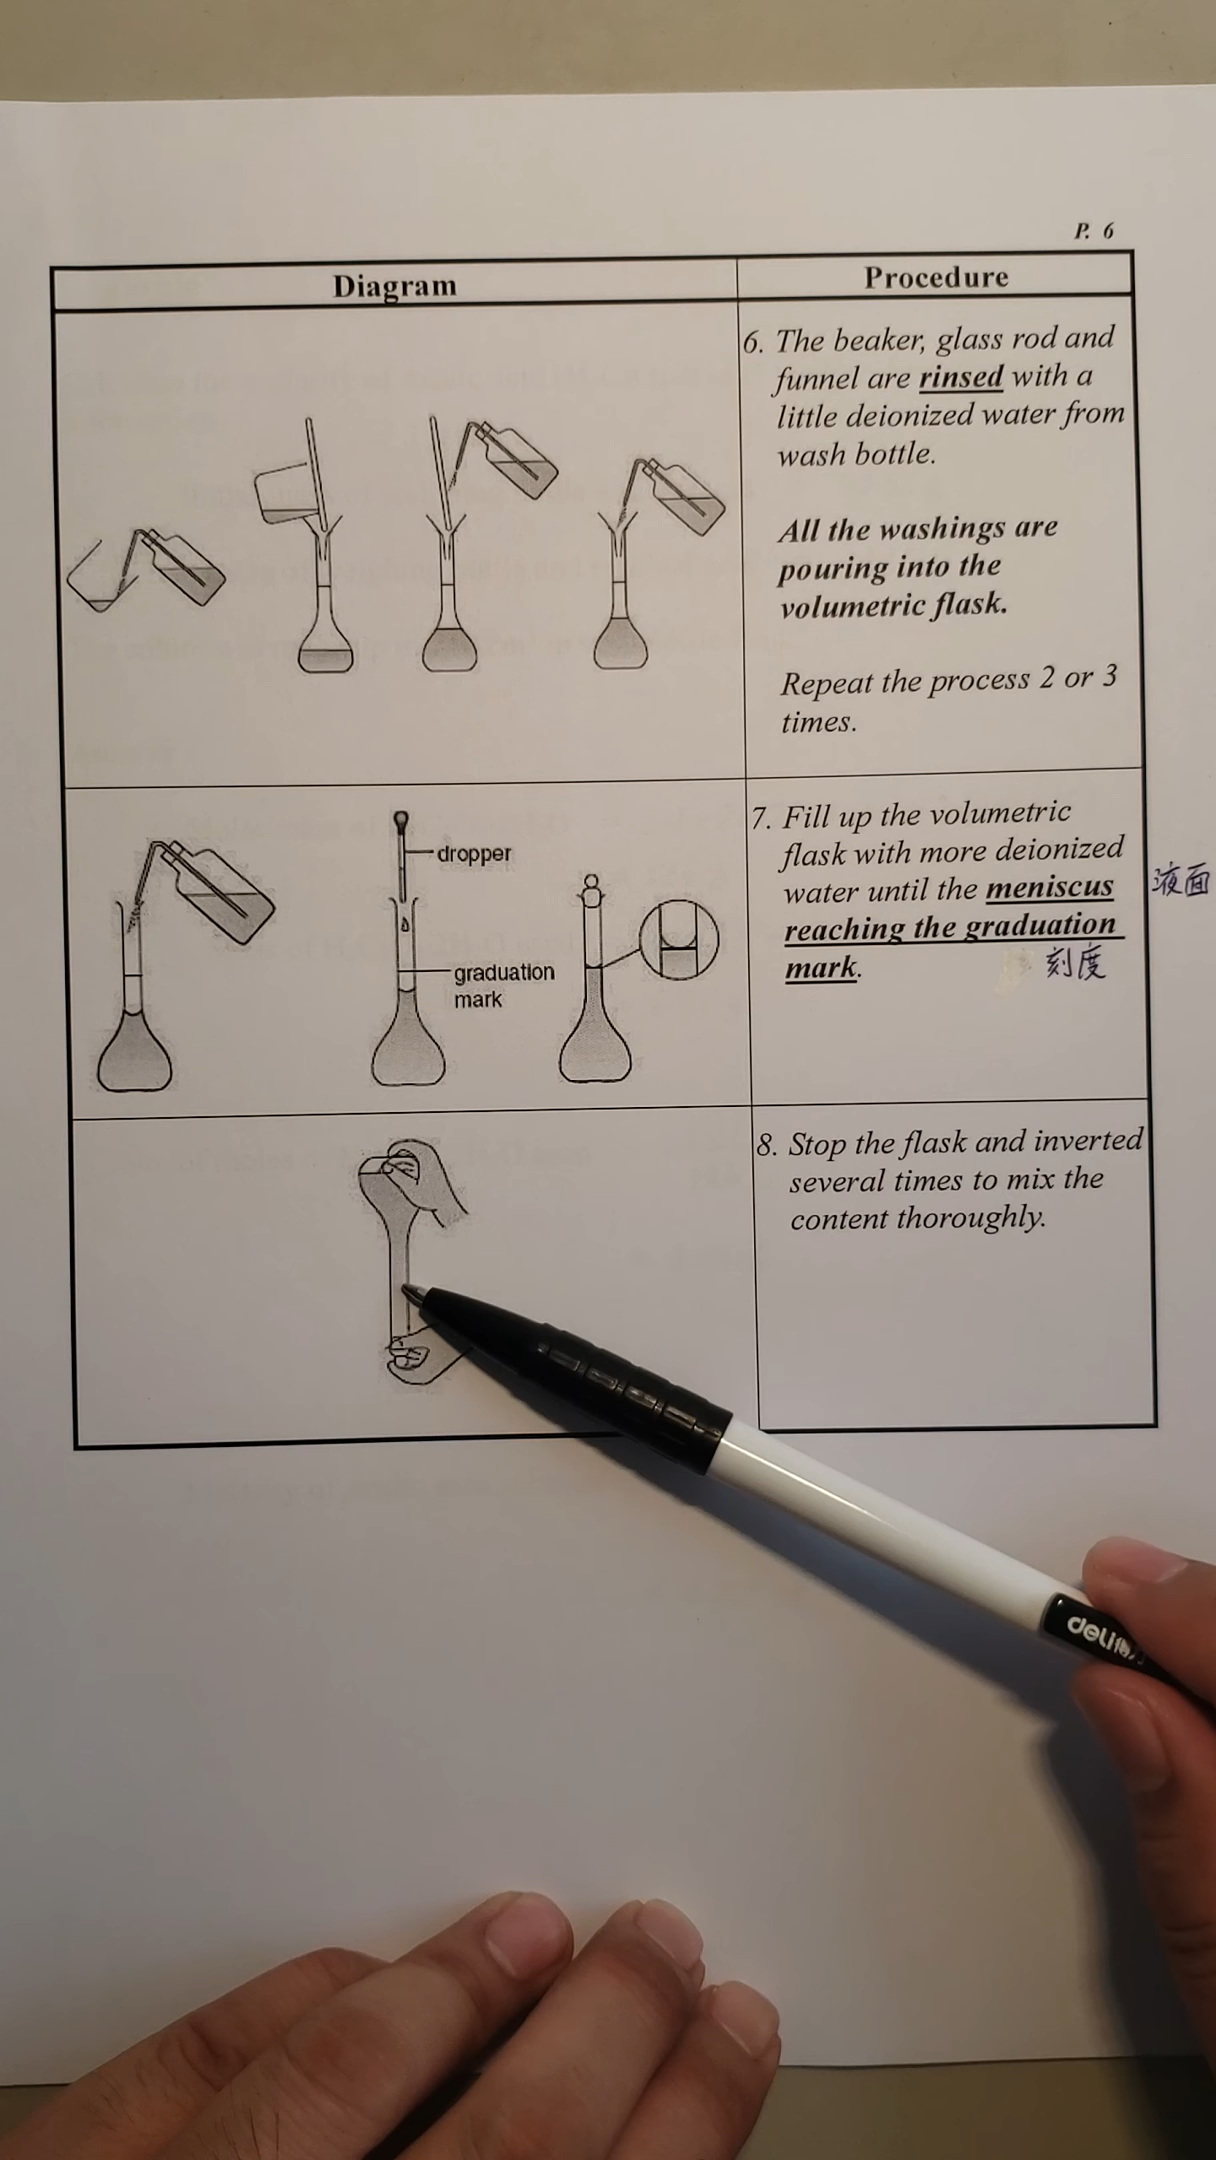 P. 6
Diagram
Procedure
6. The beaker, glass rod and
funnel are rinsed with a
little deionized water from
wash bottle.
All the washings are
pouring into the
volumetric flask.
Repeat the process 2 or 3
times.
dropper
graduation
mark
7. Fill up the volumetric
flask with more deionized
water until the meniscus
液面
reaching the graduation
mark.
刻度
8. Stop the flask and inverted
several times to mix the
content thoroughly.
deli